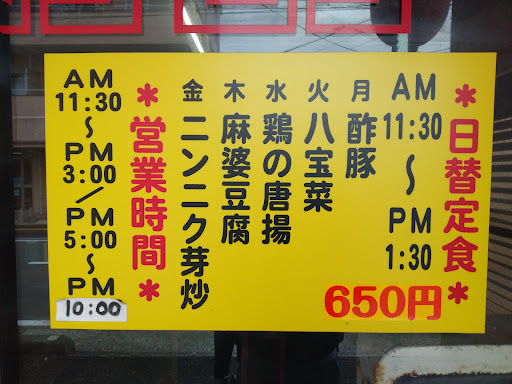 *日替定食*
AM
11:30
〜
PM
1:30
月 酢豚
火 八宝菜
水 鶏の唐揚
木 麻婆豆腐
金 ニンニク芽炒
650円
*営業時間*
AM
11:30
〜
PM
3:00
/
PM
5:00
〜
PM
10:00